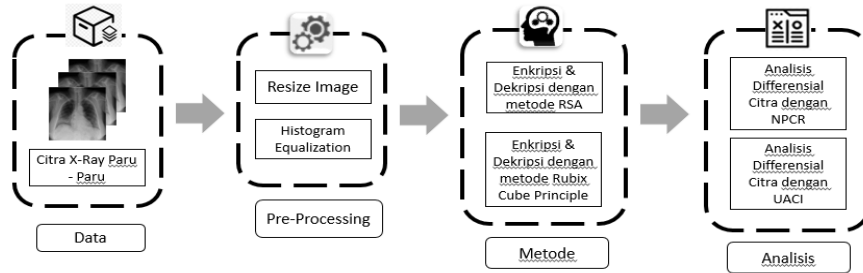 Citra X-Ray Paru
- Paru
Data
Resize Image
Histogram
Equalization
Pre-Processing
Enkripsi &
Dekripsi dengan
metode RSA
Enkripsi &
Dekripsi dengan
metode Rubix
Cube Principle
Metode
Analisis
Differensial
Citra dengan
NPCR
Analisis
Differensial
Citra dengan
UACI
Analisis